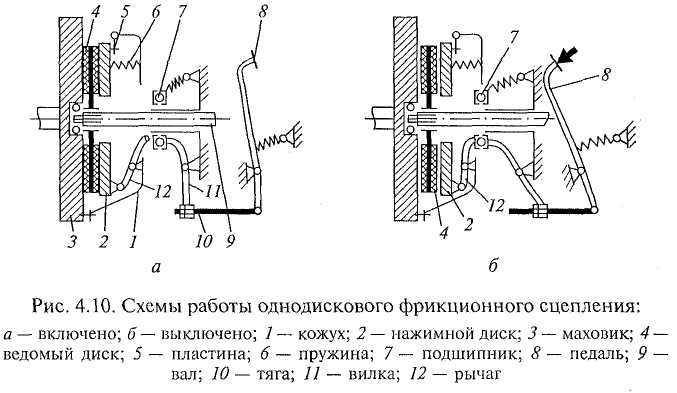 4 5 6 7 8
7
8
12
11
12
3 2 1 10 9
4 2
а
б
Рис. 4.10. Схемы работы однодискового фрикционного сцепления:
а — включено; б — выключено; 1 — кожух; 2 — нажимной диск; 3 — маховик; 4 —
ведомый диск; 5 — пластина; 6 — пружина; 7 — подшипник; 8 — педаль; 9 —
вал; 10 — тяга; 11 — вилка; 12 — рычаг